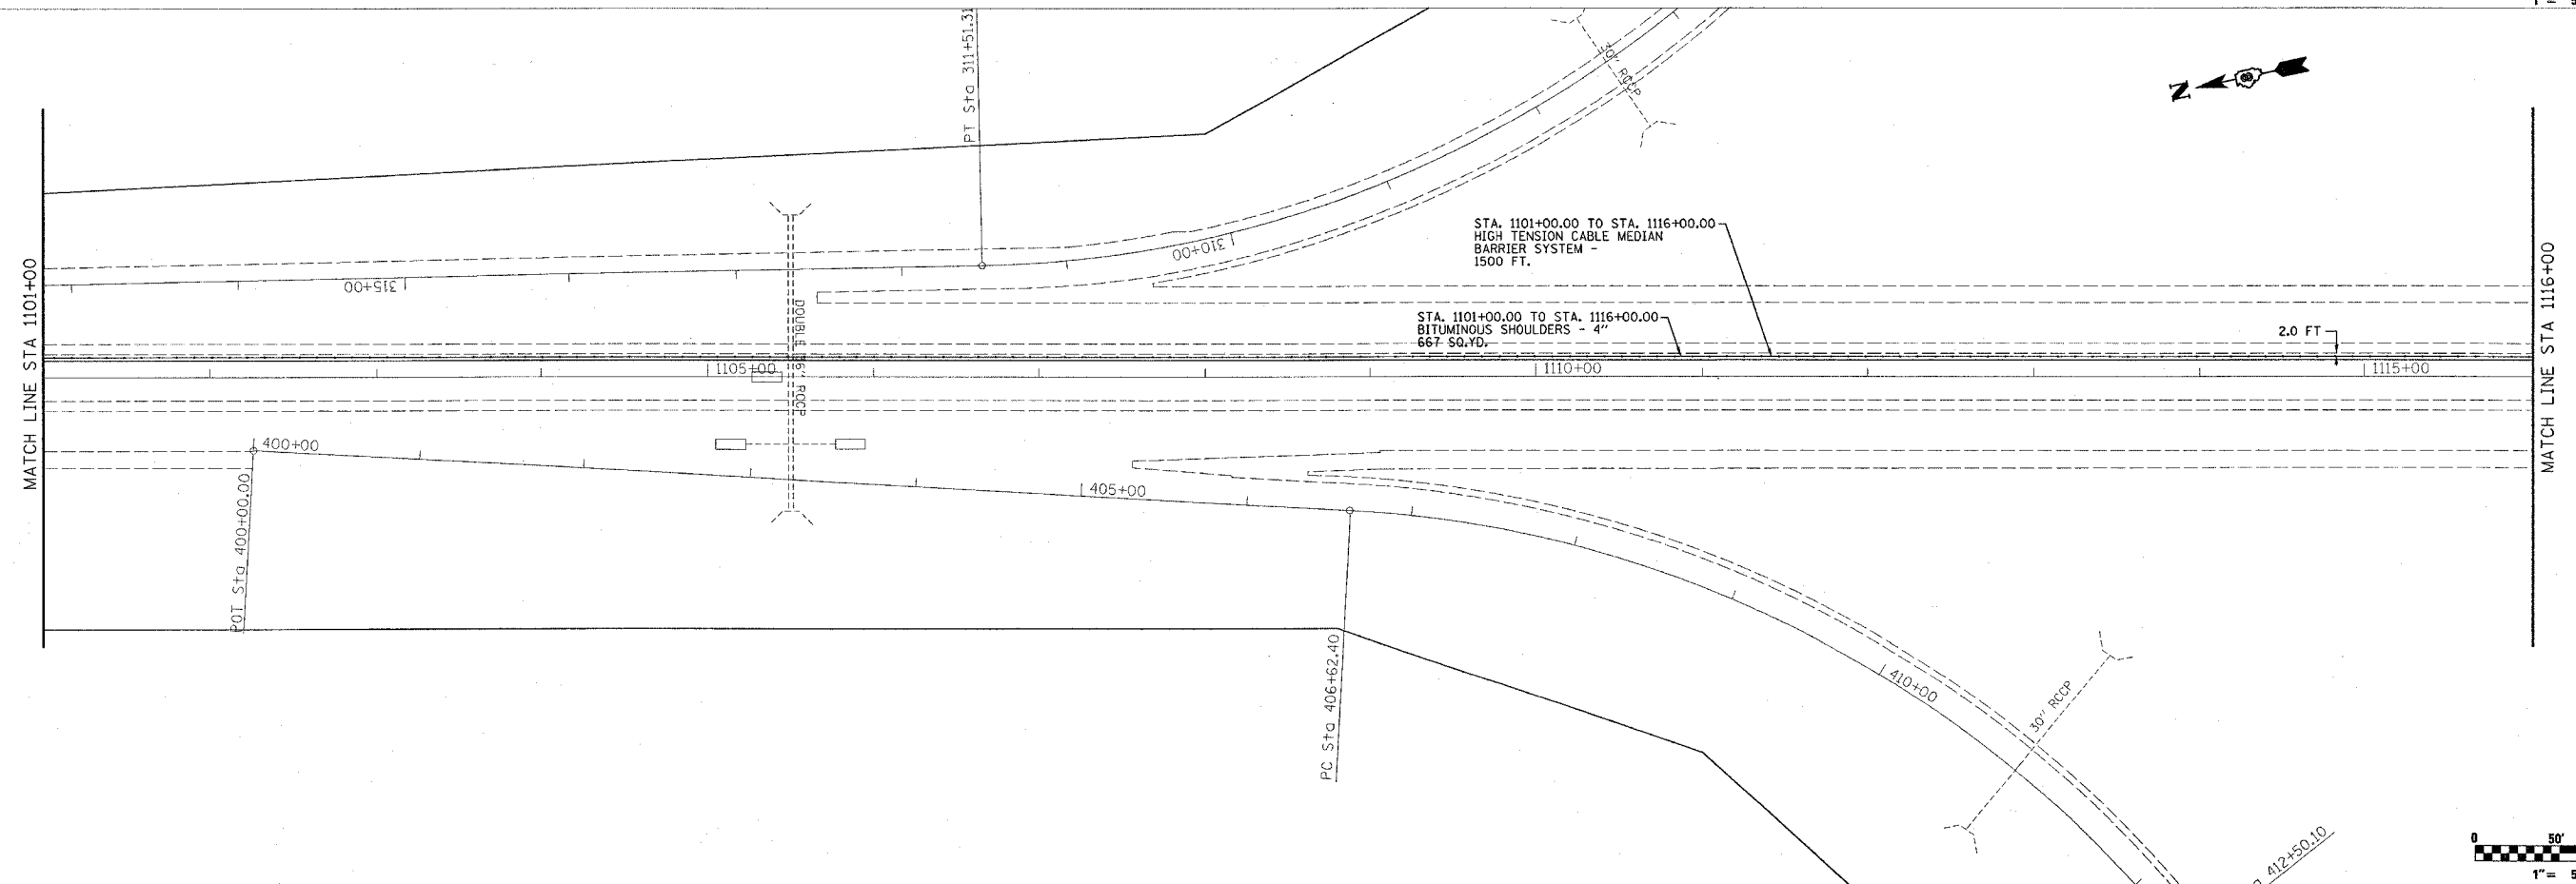 PT Sta 311+51.31
30" RCCP
N
MATCH LINE STA 1101+00
315+00
310+00
STA. 1101+00.00 TO STA. 1116+00.00
HIGH TENSION CABLE MEDIAN
BARRIER SYSTEM -
1500 FT.
STA. 1101+00.00 TO STA. 1116+00.00
BITUMINOUS SHOULDERS - 4"
667 SQ.YD.
2.0 FT
MATCH LINE STA 1116+00
DOUBLE RCCP
1105+00
1110+00
1115+00
400+00
POT Sta 400+00.00
405+00
PC Sta 406+62.40
410+00
30" RCCP
412+50.10
0 50'
1"=